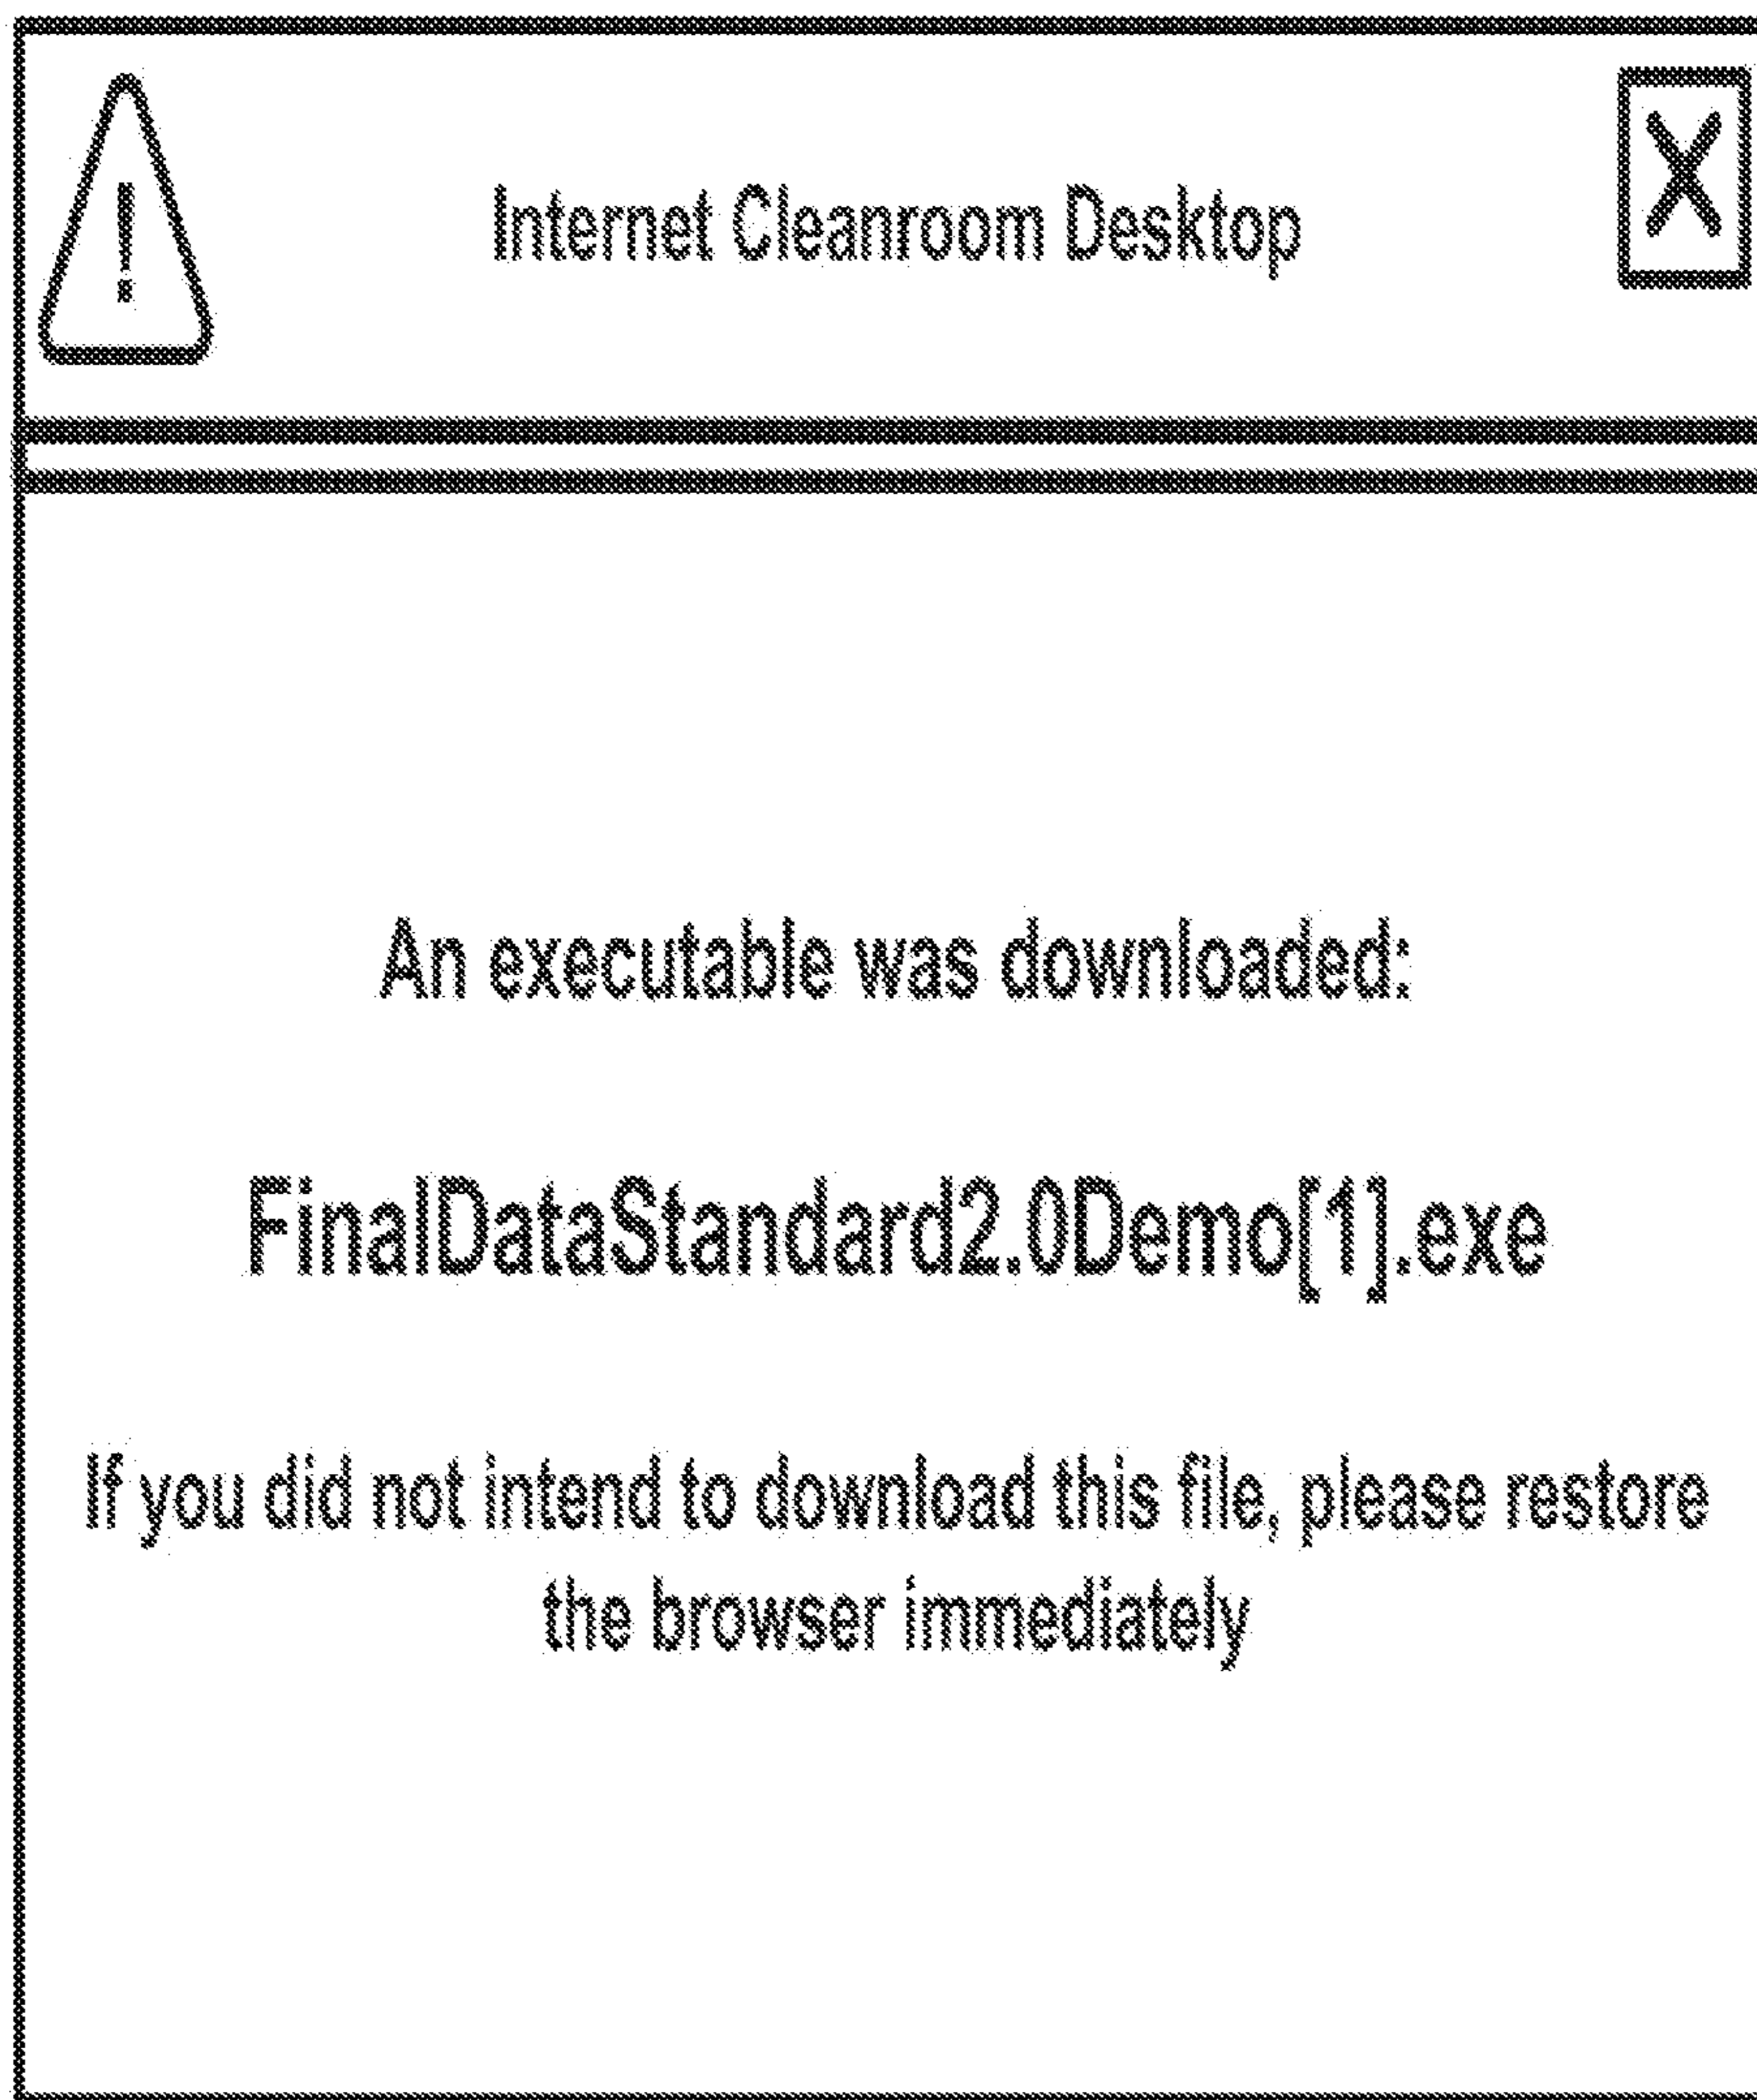 Internet Cleanroom Desktop
An executable was downloaded:
FinalDataStandard2.0Demo[1].exe
If you did not intend to download this file, please restore
the browser immediately